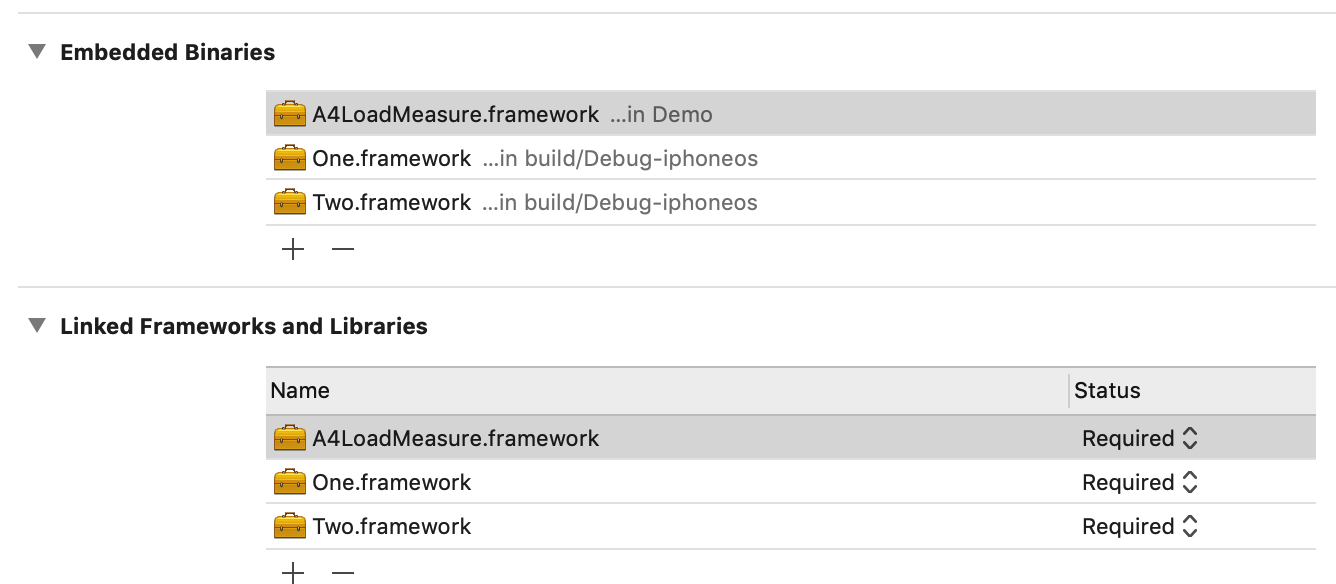 Embedded Binaries
A4LoadMeasure.framework ...in Demo
One.framework ...in build/Debug-iphoneos
Two.framework ...in build/Debug-iphoneos
Linked Frameworks and Libraries
Name Status
A4LoadMeasure.framework Required
One.framework Required
Two.framework Required